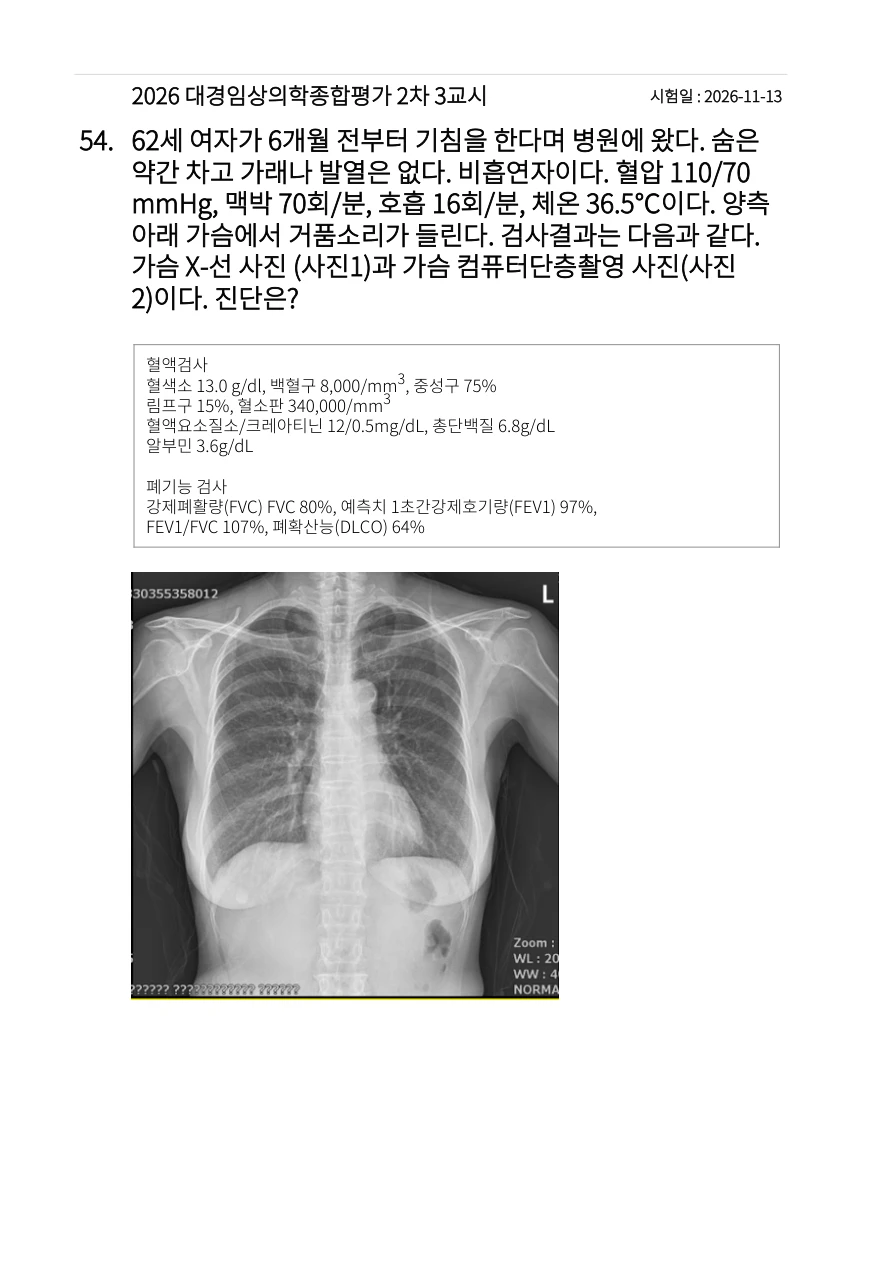 2026 대경임상의학종합평가 2차 3교시
시험일 : 2026-11-13
54. 62세 여자가 6개월 전부터 기침을 한다며 병원에 왔다. 숨은
약간 차고 가래나 발열은 없다. 비흡연자이다. 혈압 110/70
mmHg, 맥박 70회/분, 호흡 16회/분, 체온 36.5℃이다. 양측
아래 가슴에서 거품소리가 들린다. 검사결과는 다음과 같다.
가슴 X-선 사진 (사진1)과 가슴 컴퓨터단층촬영 사진(사진
2)이다. 진단은?
혈액검사
혈색소 13.0 g/dl, 백혈구 8,000/mm³, 중성구 75%
림프구 15%, 혈소판 340,000/mm³
혈액요소질소/크레아티닌 12/0.5mg/dL, 총단백질 6.8g/dL
알부민 3.6g/dL
폐기능 검사
강제폐활량(FVC) FVC 80%, 예측치 1초간강제호기량(FEV1) 97%,
FEV1/FVC 107%, 폐확산능(DLCO) 64%
30355358012
L
Zoom :
WL : 20
WW : 4
NORMA
?????? ???????????? ??????